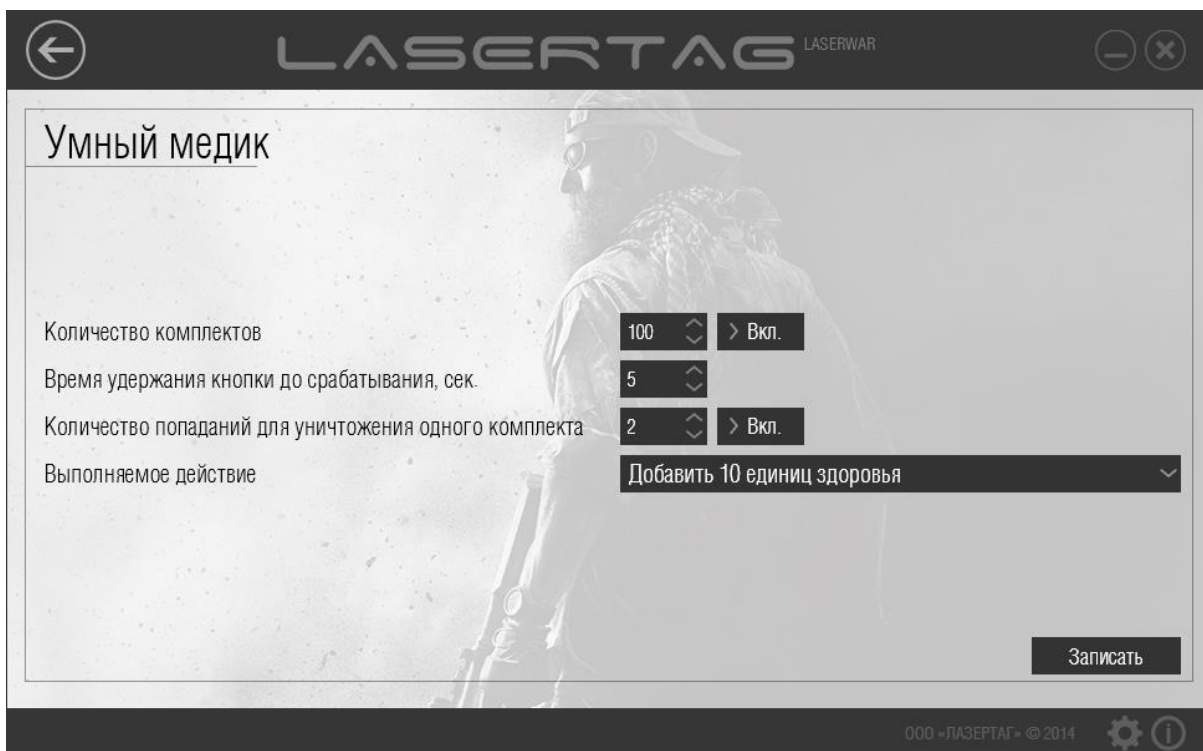 LASERTAG LASERWAR
Умный медик
Количество комплектов 100 > Вкл.
Время удержания кнопки до срабатывания, сек. 5
Количество попаданий для уничтожения одного комплекта 2 > Вкл.
Выполняемое действие Добавить 10 единиц здоровья
Записать
ООО «ЛАЗЕРТАГ» © 2014